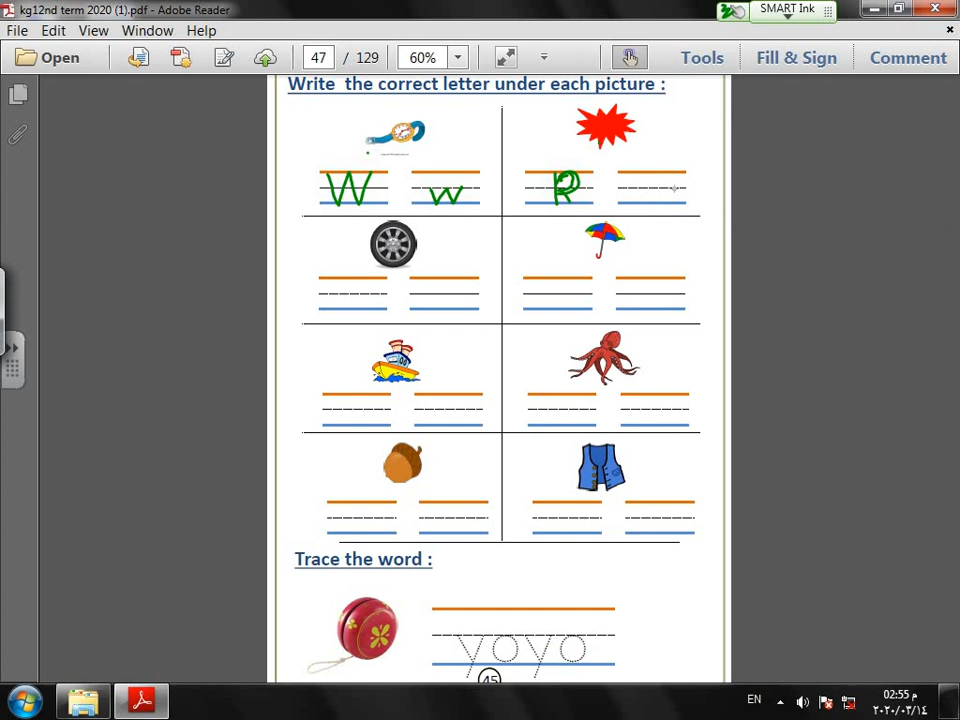 kg12nd term 2020 (1).pdf - Adobe Reader
SMART Ink
File Edit View Window Help
Open 47 / 129 60% Tools Fill & Sign Comment
Write the correct letter under each picture :
W w R
Trace the word :
yoyo
45
EN
02:55 م
٢٠٢٠/٠٣/١٤